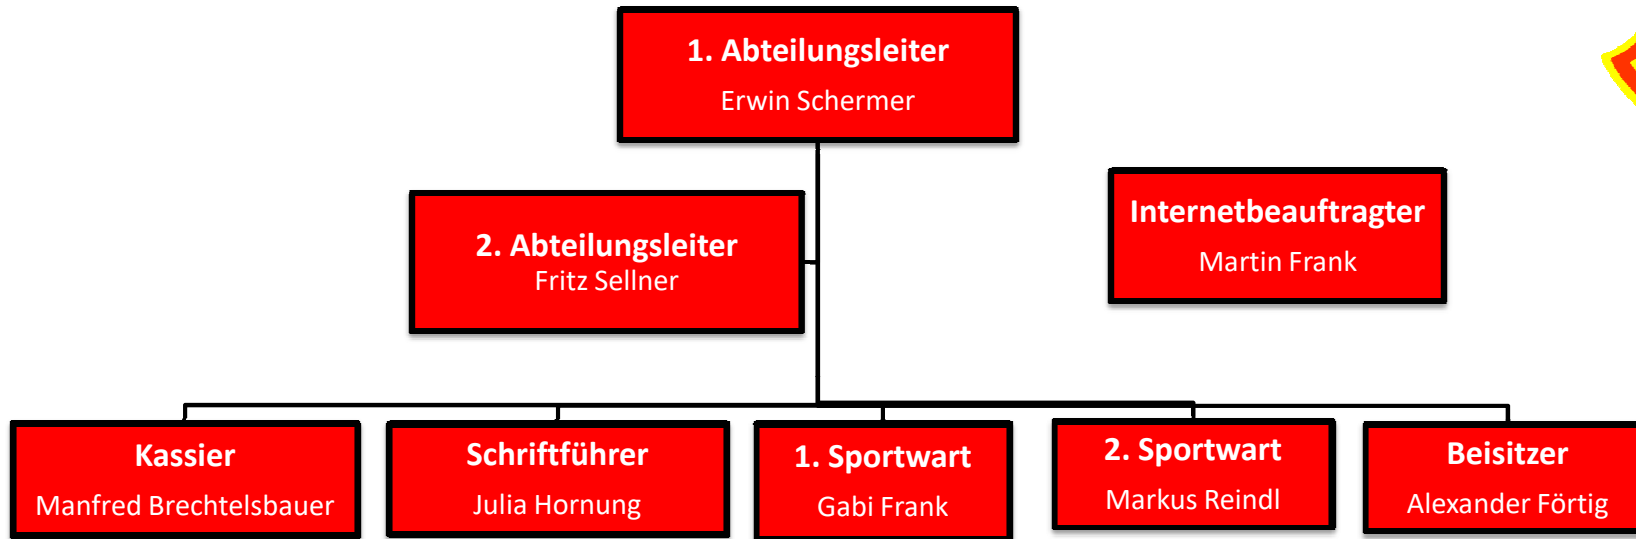 1. Abteilungsleiter
Erwin Schermer
2. Abteilungsleiter
Fritz Sellner
Internetbeauftragter
Martin Frank
Kassier
Manfred Brechtelsbauer
Schriftführer
Julia Hornung
1. Sportwart
Gabi Frank
2. Sportwart
Markus Reindl
Beisitzer
Alexander Förtig